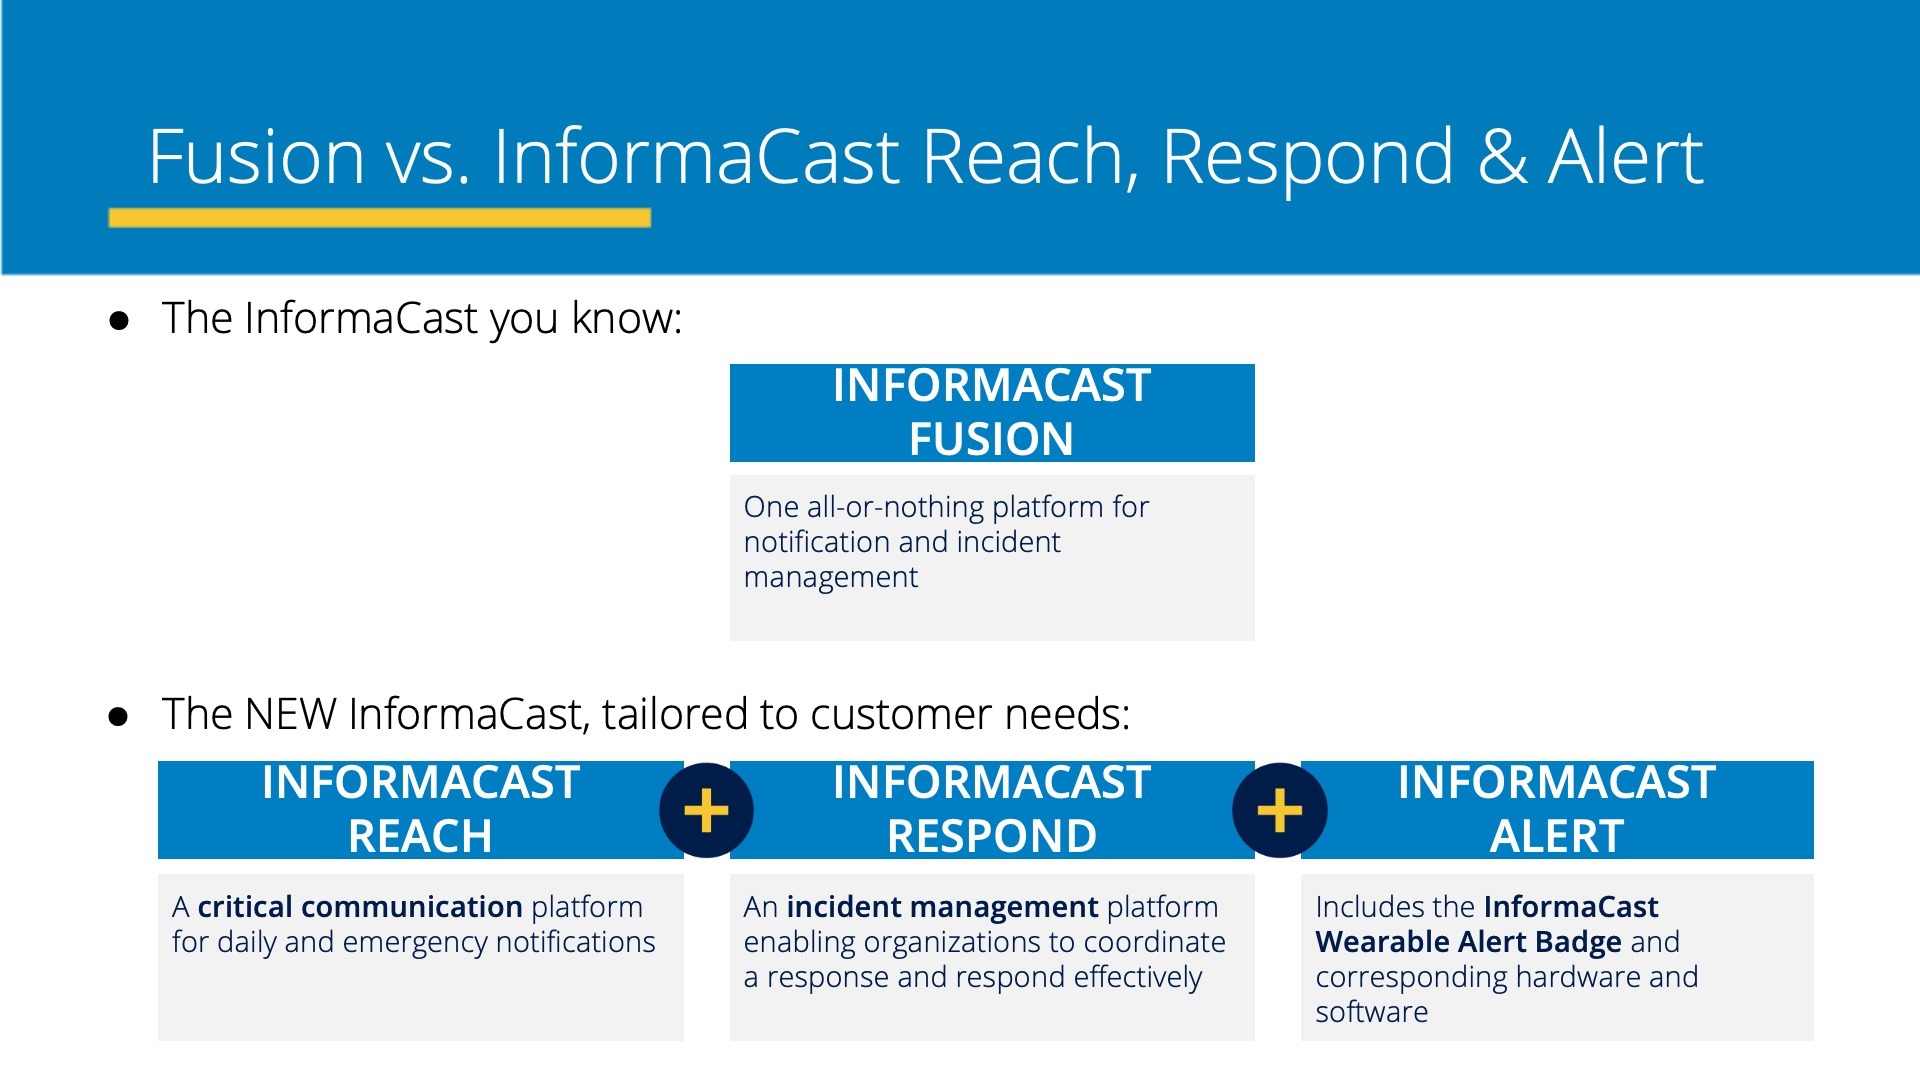 Fusion vs. InformaCast Reach, Respond & Alert
● The InformaCast you know:
INFORMACAST
FUSION
One all-or-nothing platform for
notification and incident
management
● The NEW InformaCast, tailored to customer needs:
INFORMACAST
REACH
A critical communication platform
for daily and emergency notifications
+
INFORMACAST
RESPOND
An incident management platform
enabling organizations to coordinate
a response and respond effectively
+
INFORMACAST
ALERT
Includes the InformaCast
Wearable Alert Badge and
corresponding hardware and
software